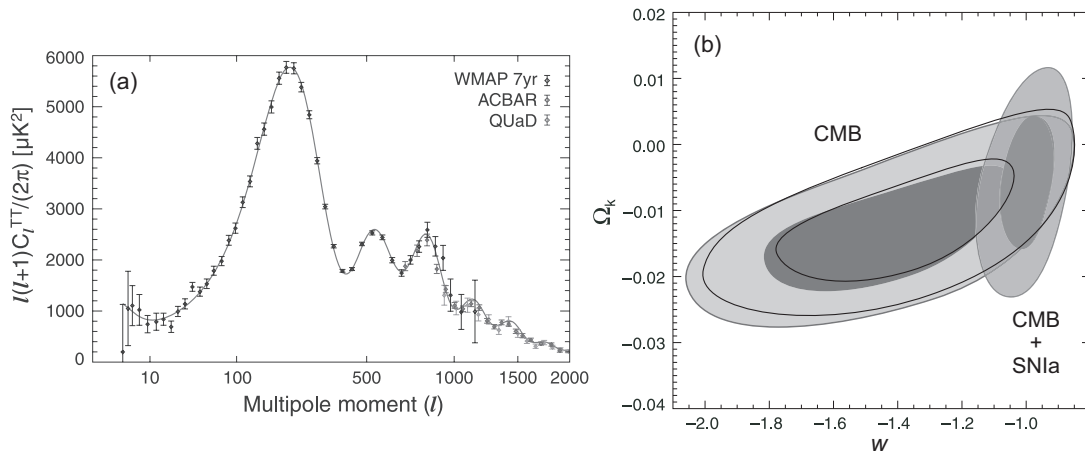 (a)
WMAP 7yr
ACBAR
QUaD
6000
5000
4000
3000
2000
1000
0
l(l+1)C_l^TT/(2π) [μK²]
10 100 500 1000 1500 2000
Multipole moment (l)
(b)
CMB
CMB
+
SNIa
0.02
0.01
0.00
−0.01
−0.02
−0.03
−0.04
Ω_k
−2.0 −1.8 −1.6 −1.4 −1.2 −1.0
w